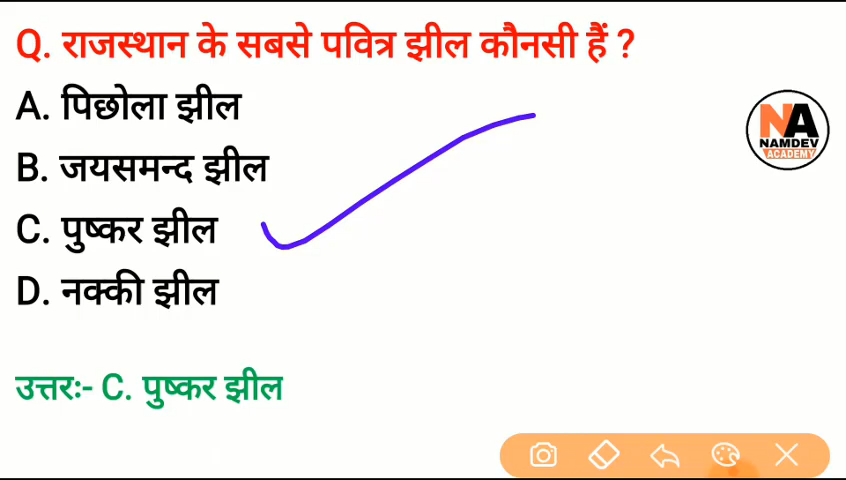 Q. राजस्थान के सबसे पवित्र झील कौनसी हैं ?
A. पिछोला झील
B. जयसमन्द झील
C. पुष्कर झील
D. नक्की झील
उत्तरः- C. पुष्कर झील
NA
NAMDEV
ACADEMY